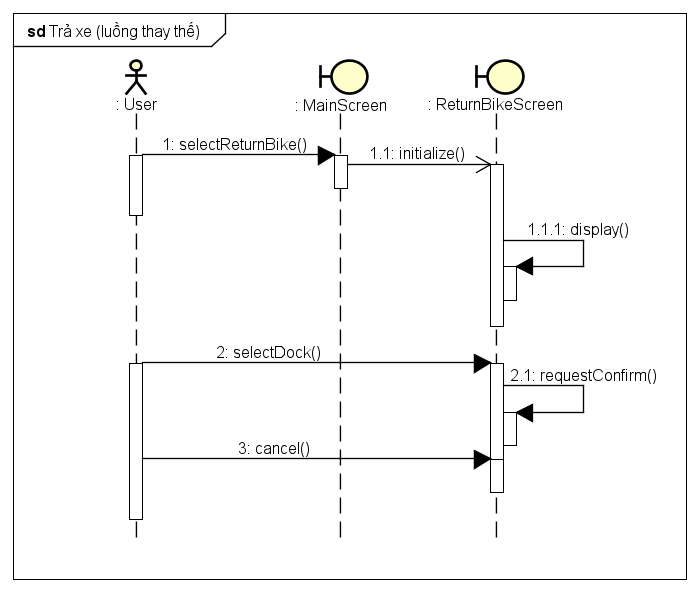 sd Trả xe (luồng thay thế)
: User
: MainScreen
: ReturnBikeScreen
1: selectReturnBike()
1.1: initialize()
1.1.1: display()
2: selectDock()
2.1: requestConfirm()
3: cancel()